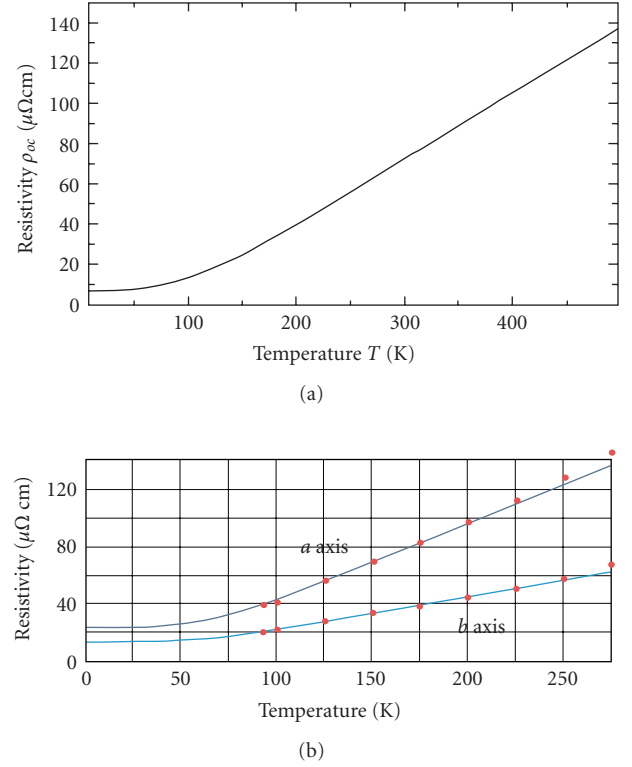 140
120
100
80
60
40
20
0
Resistivity ρoc (μΩcm)
100 200 300 400
Temperature T (K)
(a)
120
80
40
0
Resistivity (μΩ cm)
a axis
b axis
0 50 100 150 200 250
Temperature (K)
(b)